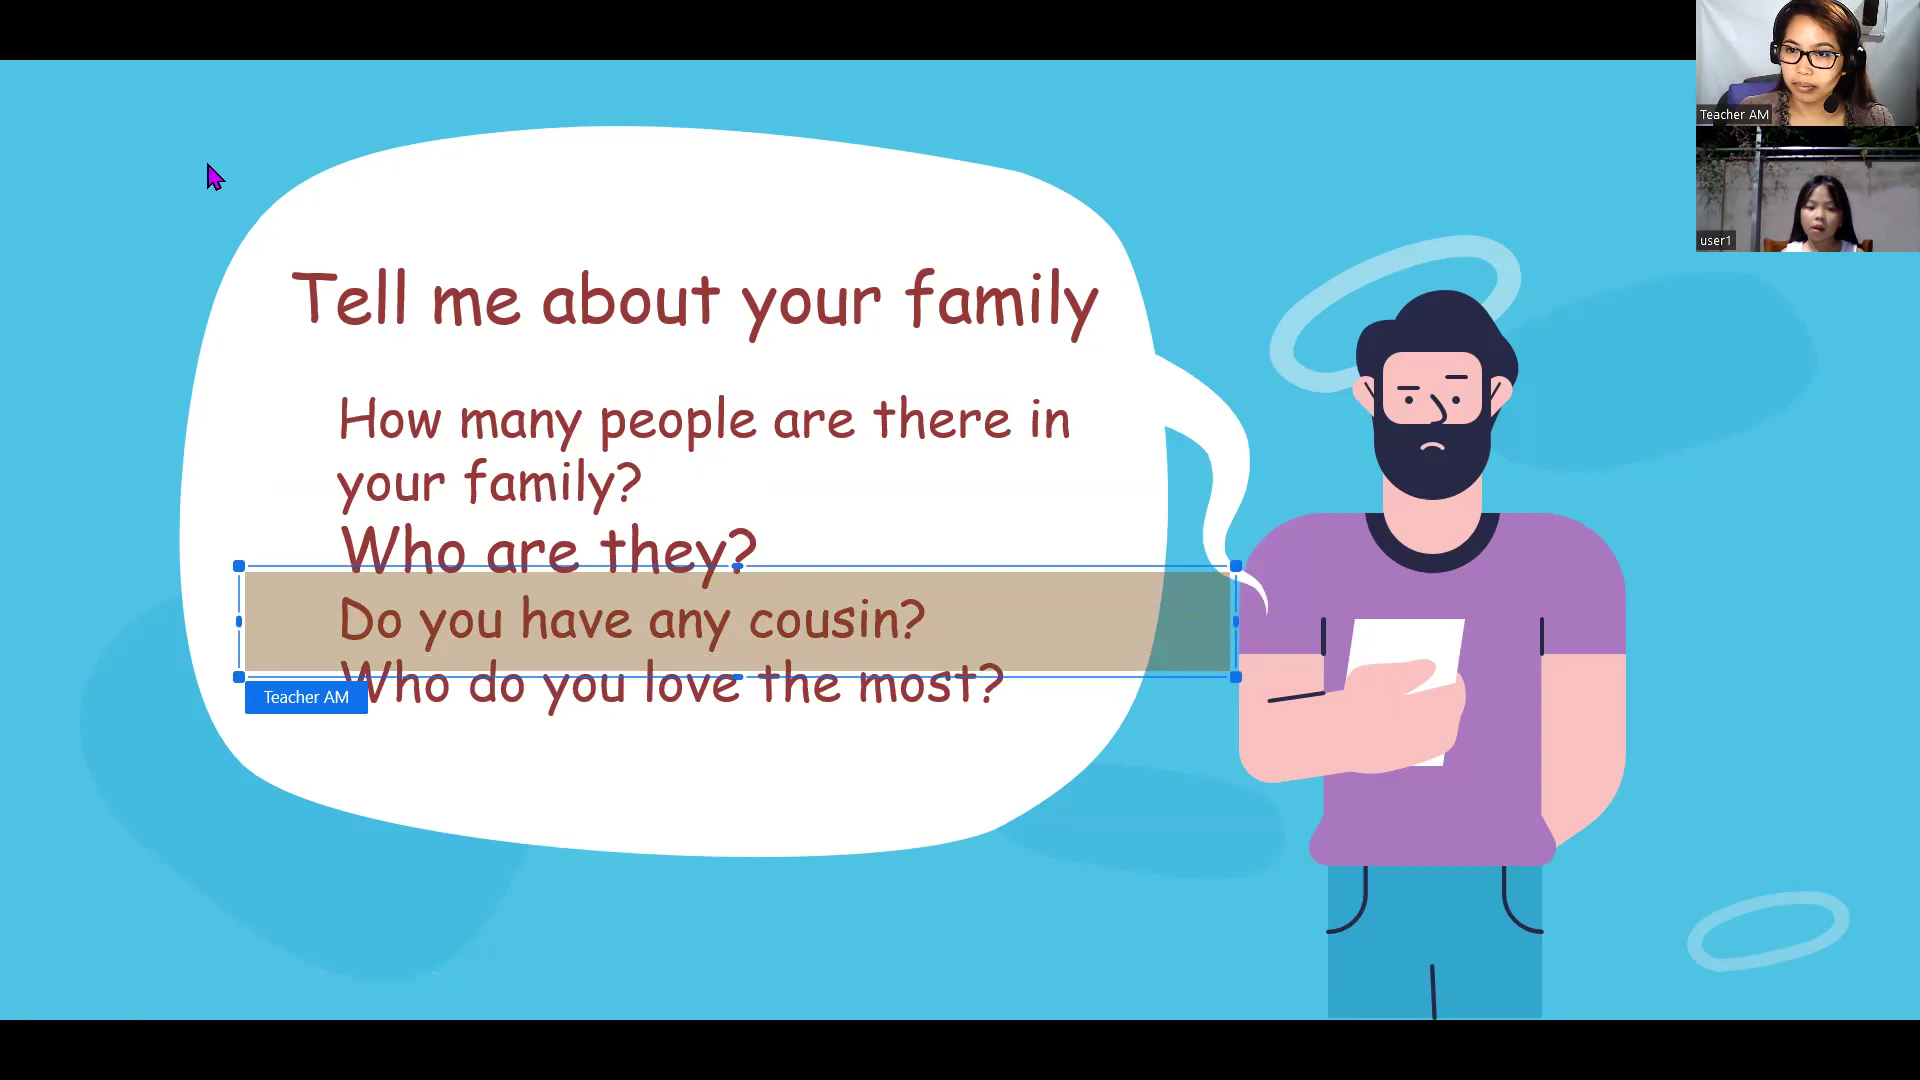 Teacher AM
user1
Tell me about your family
How many people are there in
your family?
Who are they?
Do you have any cousin?
Who do you love the most?
Teacher AM